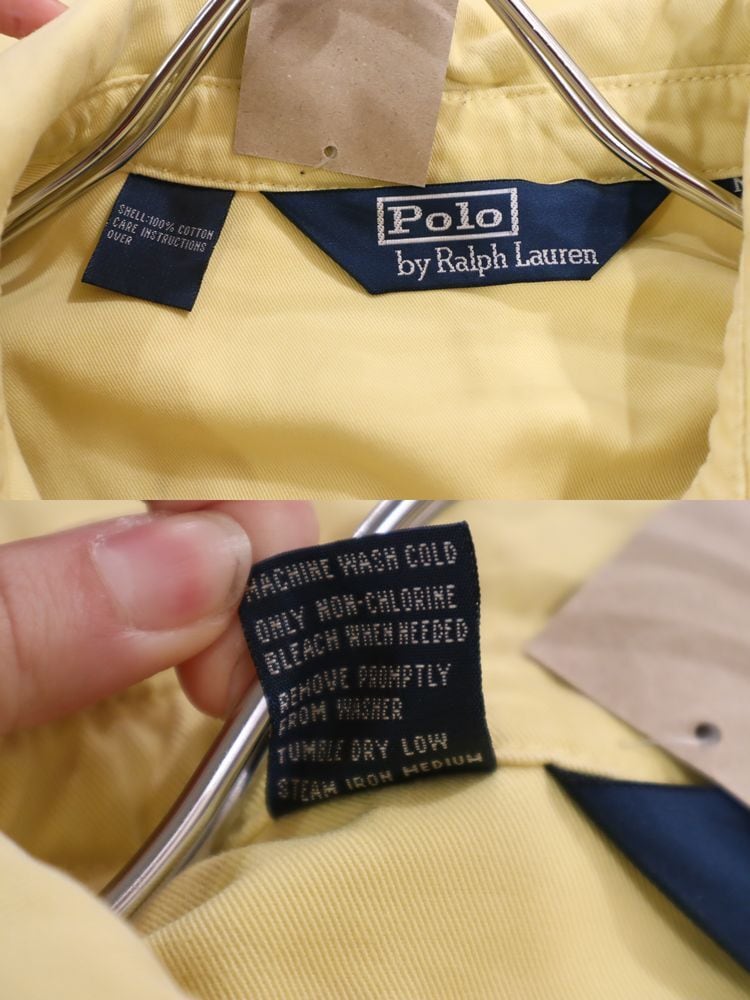 SHELL:100% COTTON
CARE INSTRUCTIONS
OVER
Polo
by Ralph Lauren
MACHINE WASH COLD
ONLY NON-CHLORINE
BLEACH WHEN NEEDED
REMOVE PROMPTLY
FROM WASHER
TUMBLE DRY LOW
STEAM IRON MEDIUM